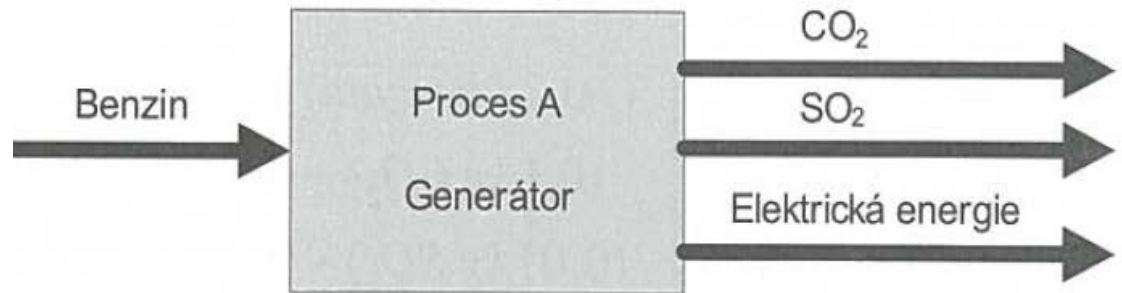 Benzin
Proces A
Generátor
CO₂
SO₂
Elektrická energie